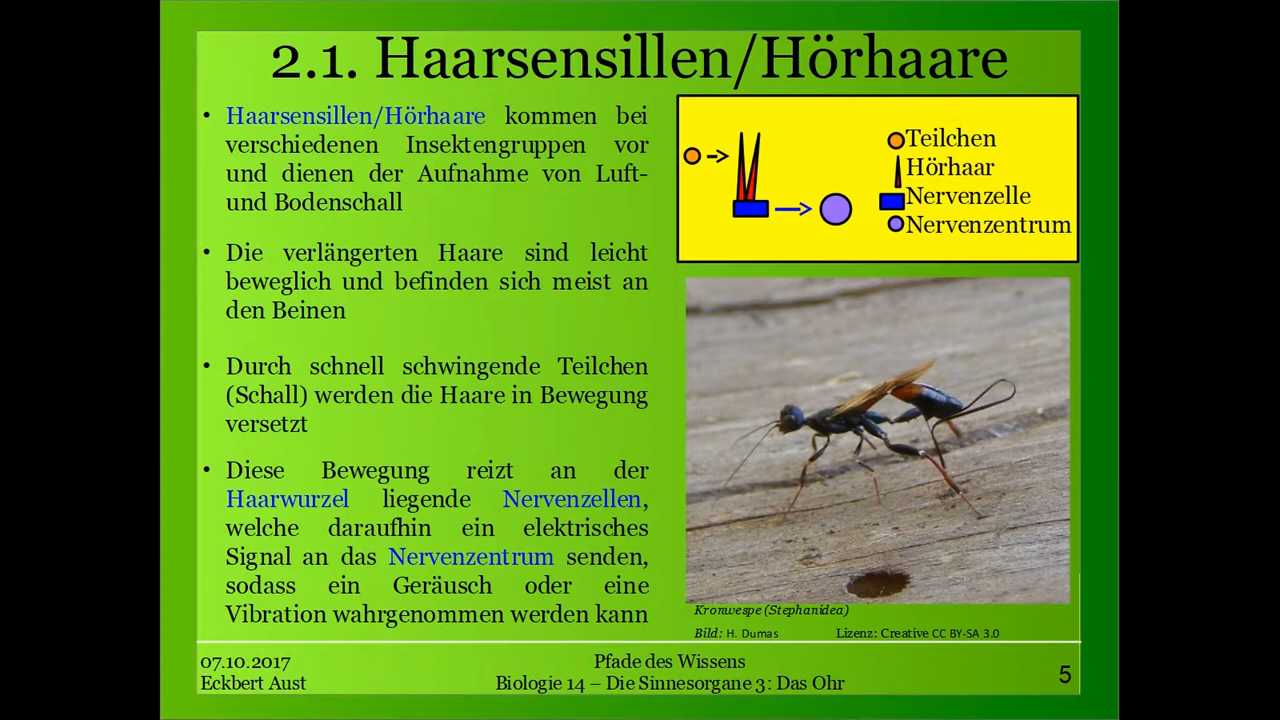 2.1. Haarsensillen/Hörhaare
• Haarsensillen/Hörhaare kommen bei
verschiedenen Insektengruppen vor
und dienen der Aufnahme von Luft-
und Bodenschall
• Die verlängerten Haare sind leicht
beweglich und befinden sich meist an
den Beinen
• Durch schnell schwingende Teilchen
(Schall) werden die Haare in Bewegung
versetzt
• Diese Bewegung reizt an der
Haarwurzel liegende Nervenzellen,
welche daraufhin ein elektrisches
Signal an das Nervenzentrum senden,
sodass ein Geräusch oder eine
Vibration wahrgenommen werden kann
Teilchen
Hörhaar
Nervenzelle
Nervenzentrum
Kronwespe (Stephanidea)
Bild: H. Dumas Lizenz: Creative CC BY-SA 3.0
07.10.2017
Eckbert Aust
Pfade des Wissens
Biologie 14 – Die Sinnesorgane 3: Das Ohr
5